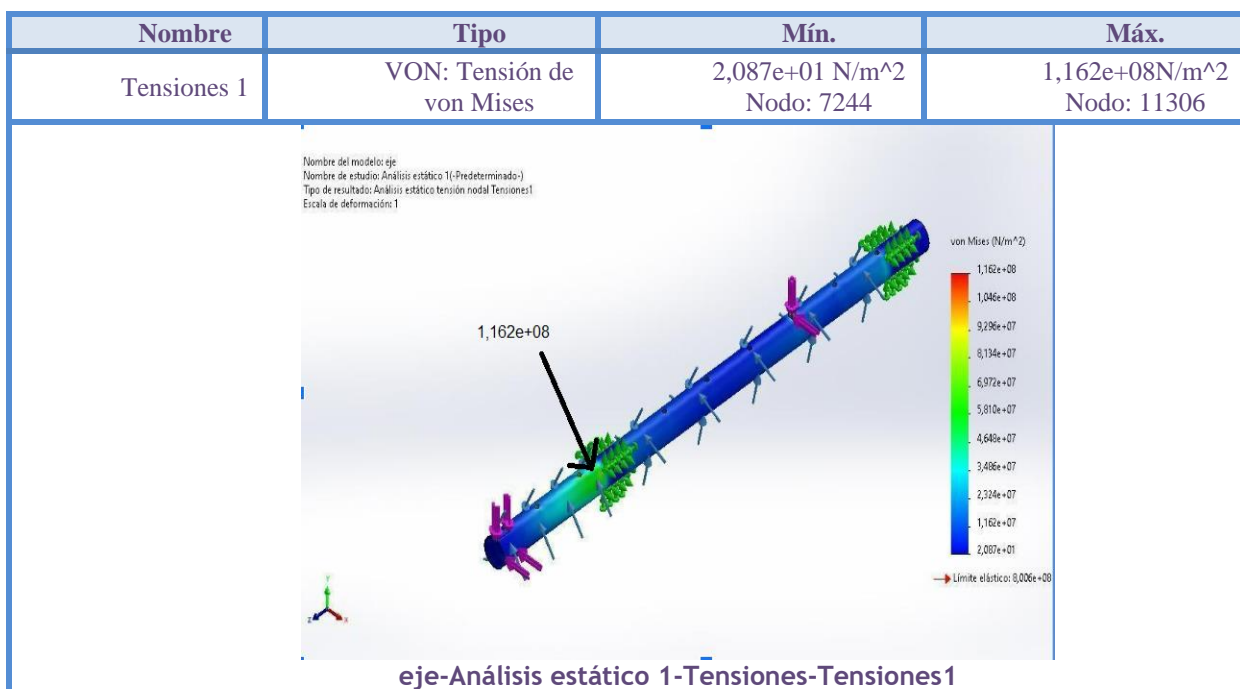 Nombre
Tipo
Mín.
Máx.
Tensiones 1
VON: Tensión de
von Mises
2,087e+01 N/m^2
Nodo: 7244
1,162e+08N/m^2
Nodo: 11306
Nombre del modelo: eje
Nombre de estudio: Análisis estático 1(-Predeterminado-)
Tipo de resultado: Análisis estático tensión nodal Tensiones1
Escala de deformación: 1
1,162e+08
von Mises (N/m^2)
1,162e+08
1,046e+08
9,296e+07
8,134e+07
6,972e+07
5,810e+07
4,648e+07
3,486e+07
2,324e+07
1,162e+07
2,087e+01
Límite elástico: 8,006e+08
Y
Z
X
eje-Análisis estático 1-Tensiones-Tensiones1